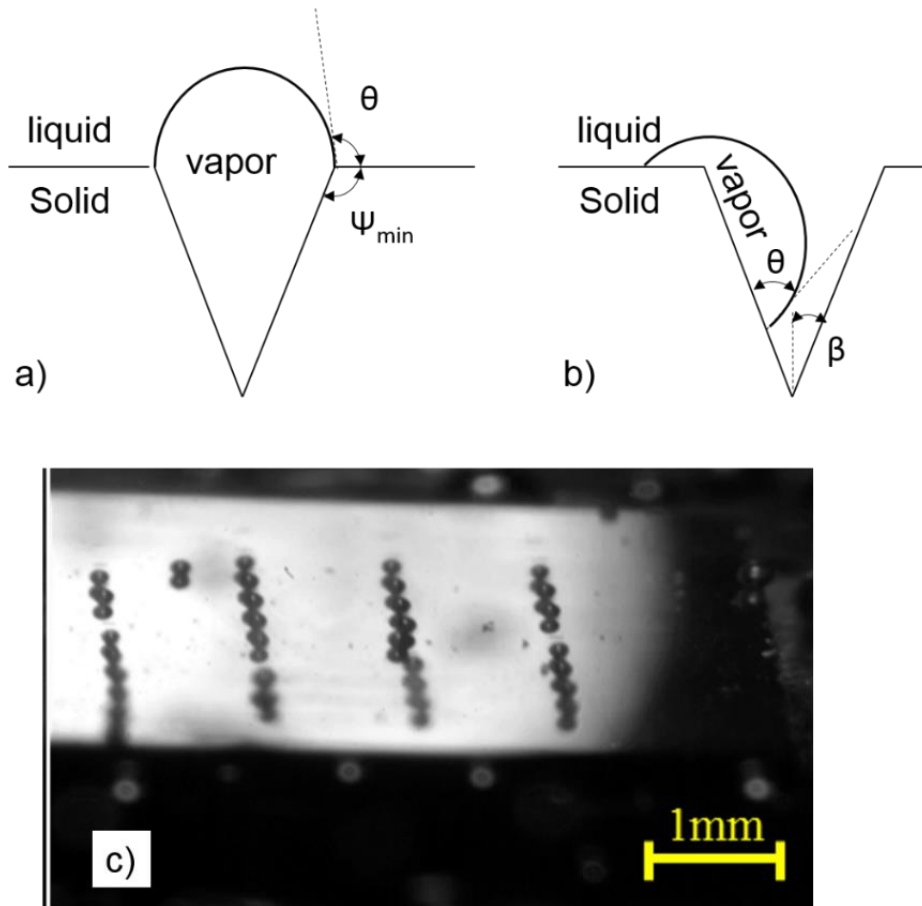 liquid
vapor
θ
Solid
Ψmin
a)
liquid
vapor
Solid
θ
β
b)
c)
1mm